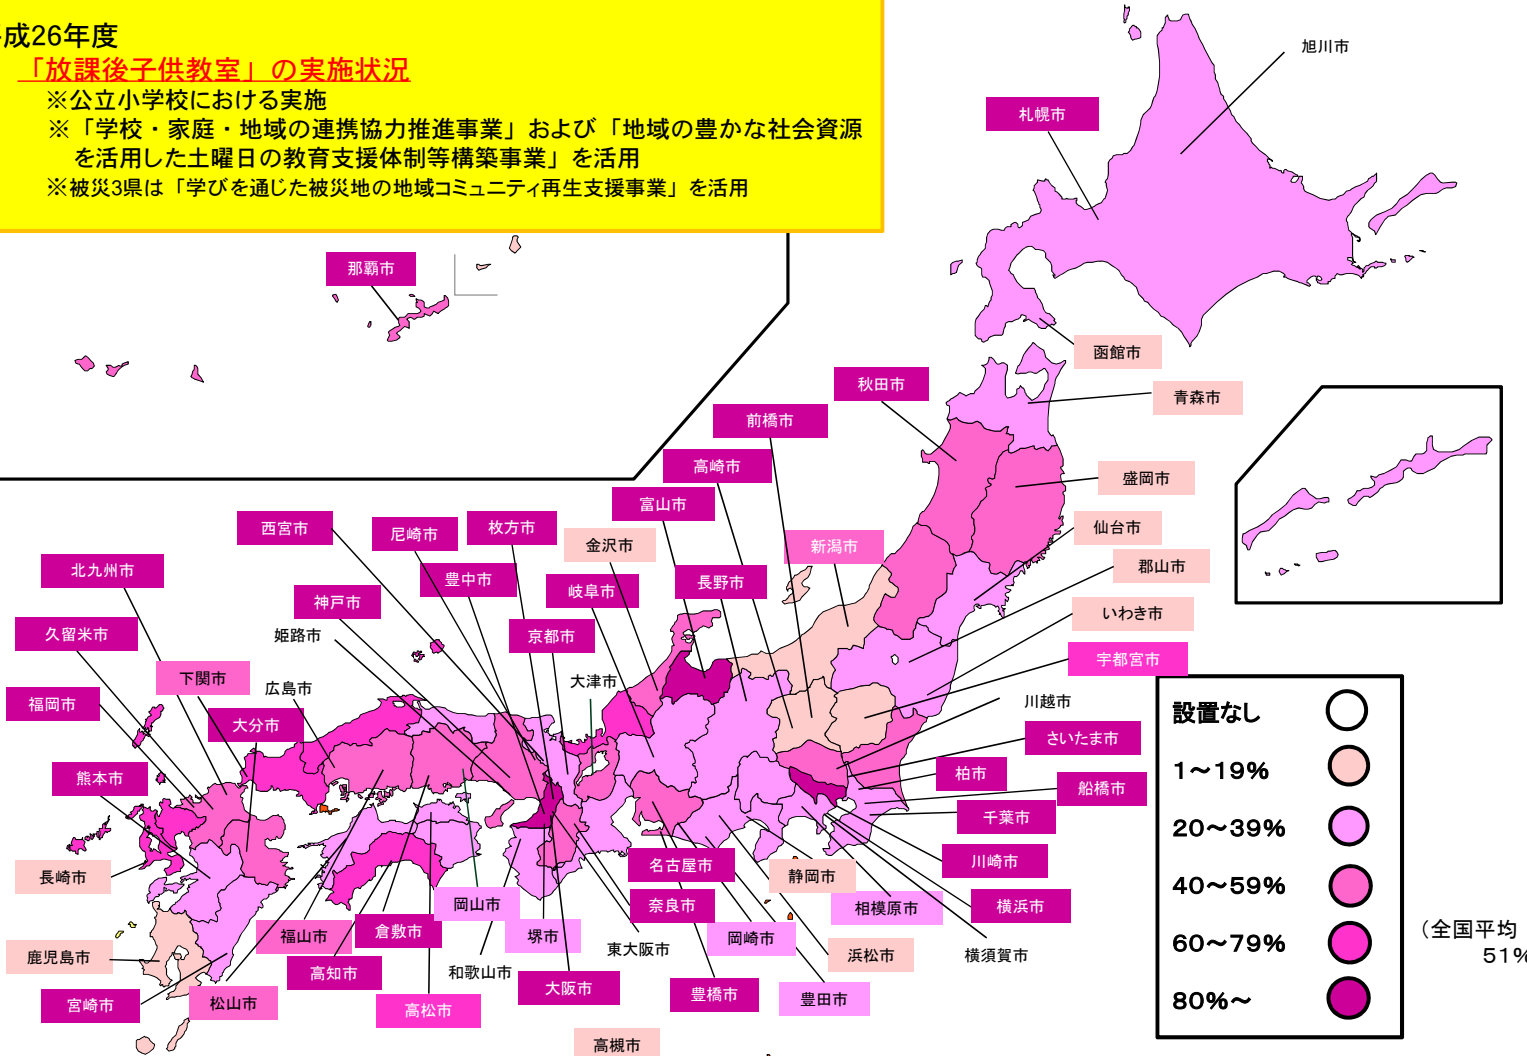 成26年度
「放課後子供教室」の実施状況
※公立小学校における実施
※「学校・家庭・地域の連携協力推進事業」および「地域の豊かな社会資源
を活用した土曜日の教育支援体制等構築事業」を活用
※被災3県は「学びを通じた被災地の地域コミュニティ再生支援事業」を活用
旭川市
札幌市
那覇市
函館市
青森市
秋田市
前橋市
高崎市
盛岡市
富山市
仙台市
西宮市
尼崎市
枚方市
金沢市
新潟市
郡山市
北九州市
豊中市
岐阜市
長野市
神戸市
いわき市
久留米市
姫路市
京都市
宇都宮市
下関市
広島市
大津市
川越市
福岡市
大分市
さいたま市
熊本市
柏市
船橋市
千葉市
川崎市
名古屋市
長崎市
静岡市
岡山市
奈良市
相模原市
横浜市
福山市
倉敷市
堺市
岡崎市
東大阪市
鹿児島市
高知市
和歌山市
浜松市
横須賀市
宮崎市
松山市
高松市
大阪市
豊橋市
豊田市
高槻市
設置なし
1～19%
20～39%
40～59%
60～79%
80%～
（全国平均
51%